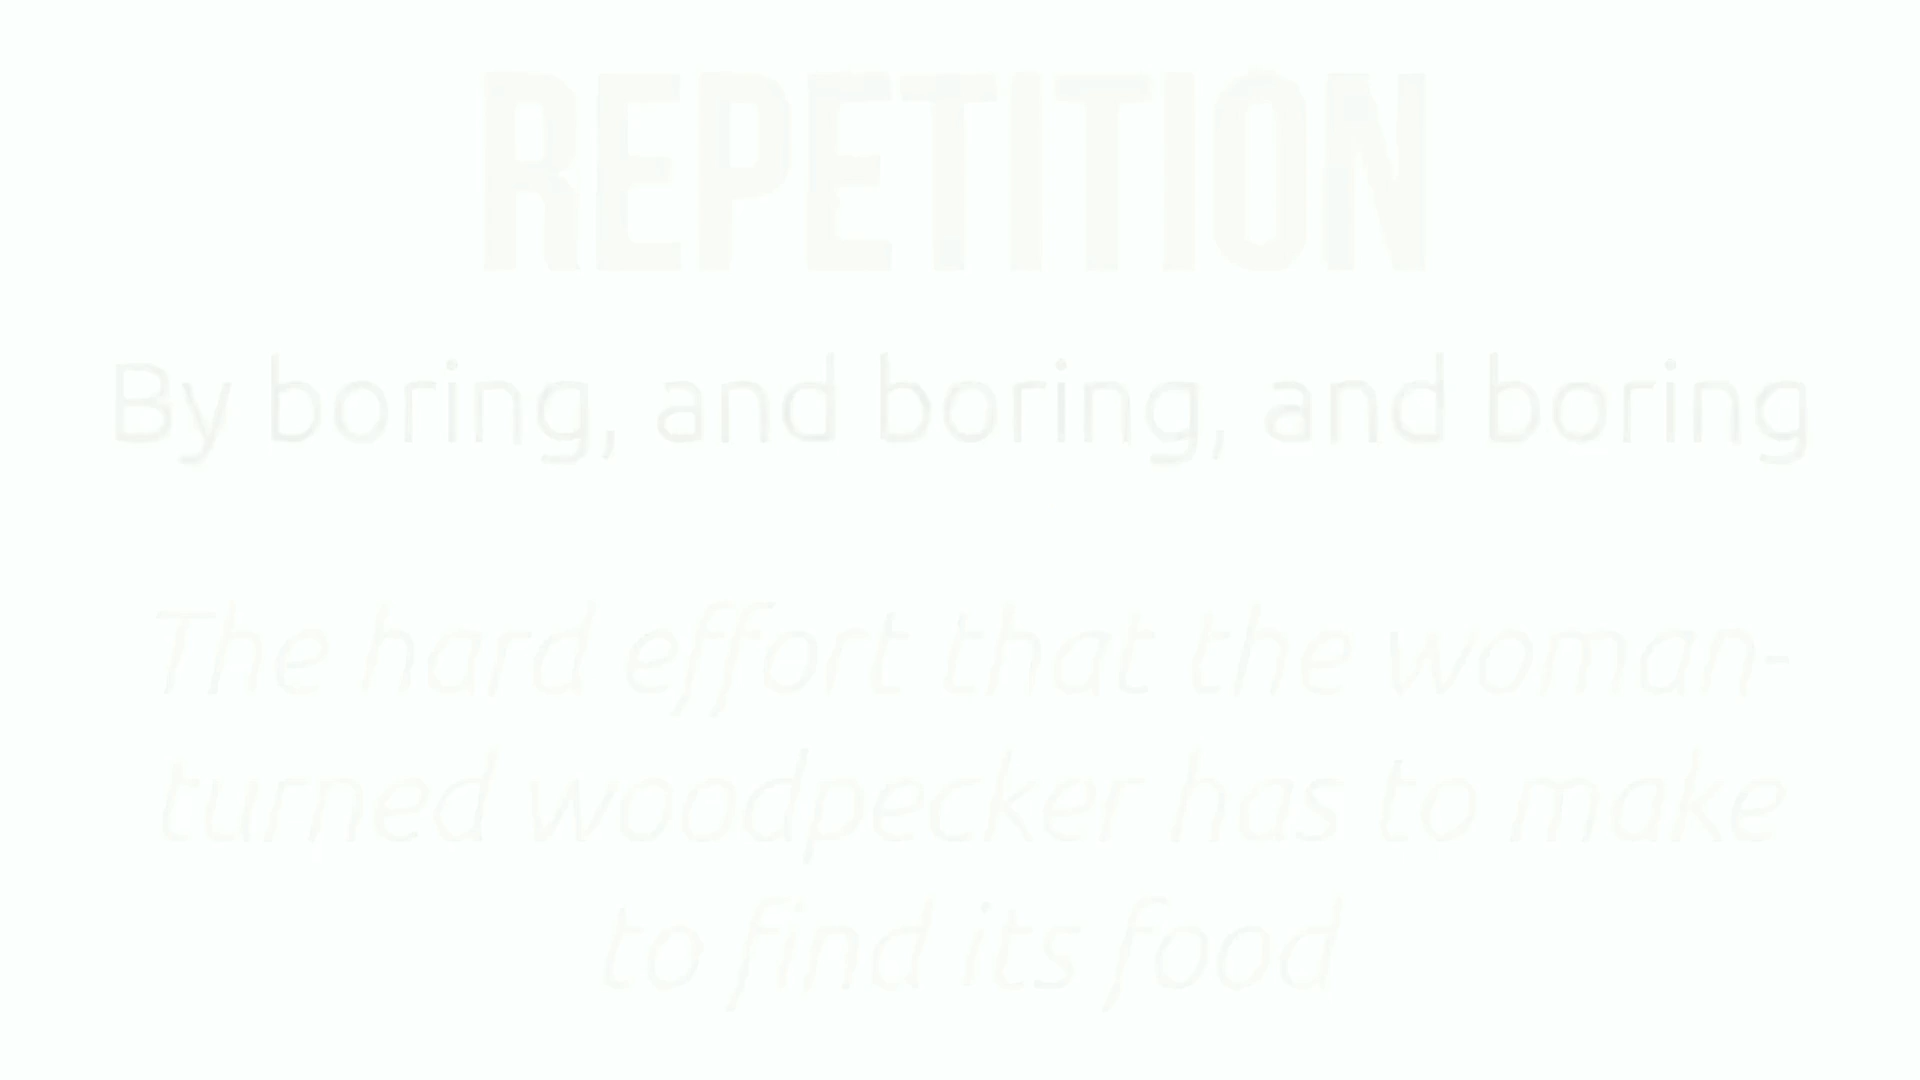 REPETITION
By boring, and boring, and boring
The hard effort that the woman-
turned woodpecker has to make
to find its food